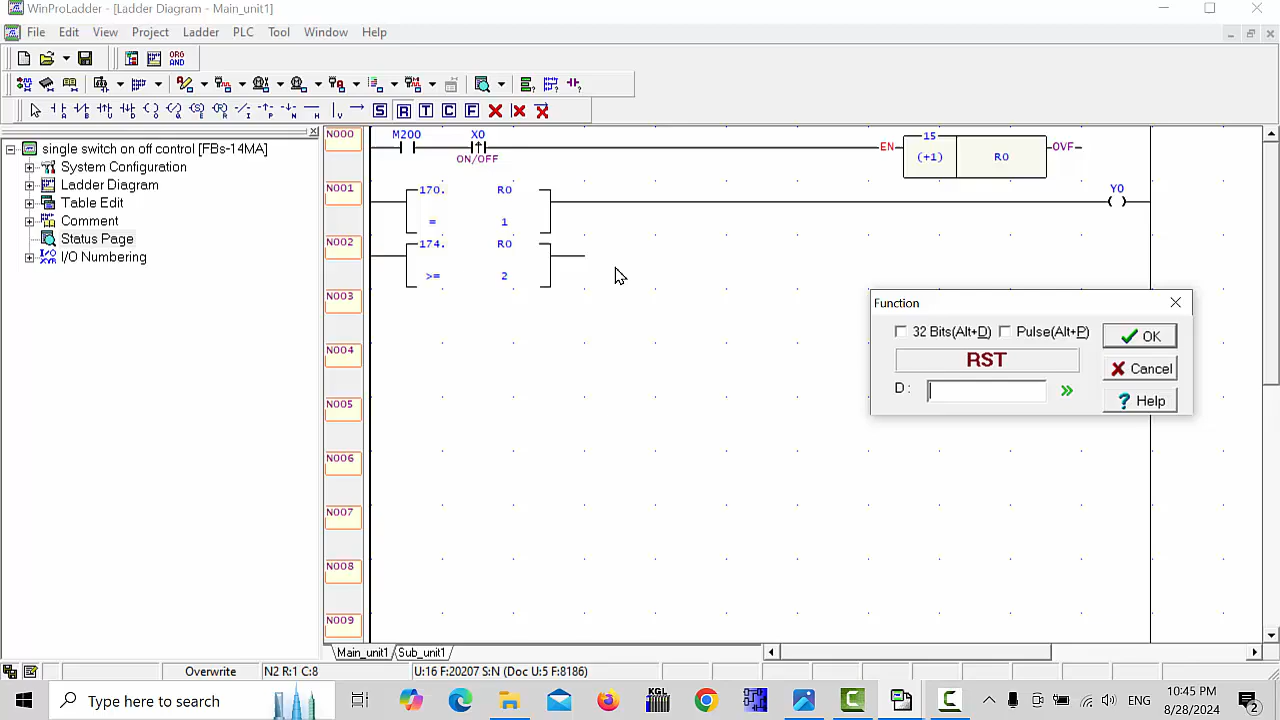 WinProLadder - [Ladder Diagram - Main_unit1]
File Edit View Project Ladder PLC Tool Window Help
ORG
AND
A B U D
S R T C F
single switch on off control [FBs-14MA]
System Configuration
Ladder Diagram
Table Edit
Comment
Status Page
I/O Numbering
N000
M200 X0
ON/OFF
EN 15 (+1) R0 OVF
N001
170. R0
= 1
Y0
N002
174. R0
>= 2
N003
N004
N005
N006
N007
N008
N009
Function
32 Bits(Alt+D) Pulse(Alt+P) OK
RST
Cancel
D :
Help
Main_unit1 Sub_unit1
Overwrite N2 R:1 C:8 U:16 F:20207 S:N (Doc U:5 F:8186)
Type here to search
KGL
ENG
10:45 PM
8/28/2024
2